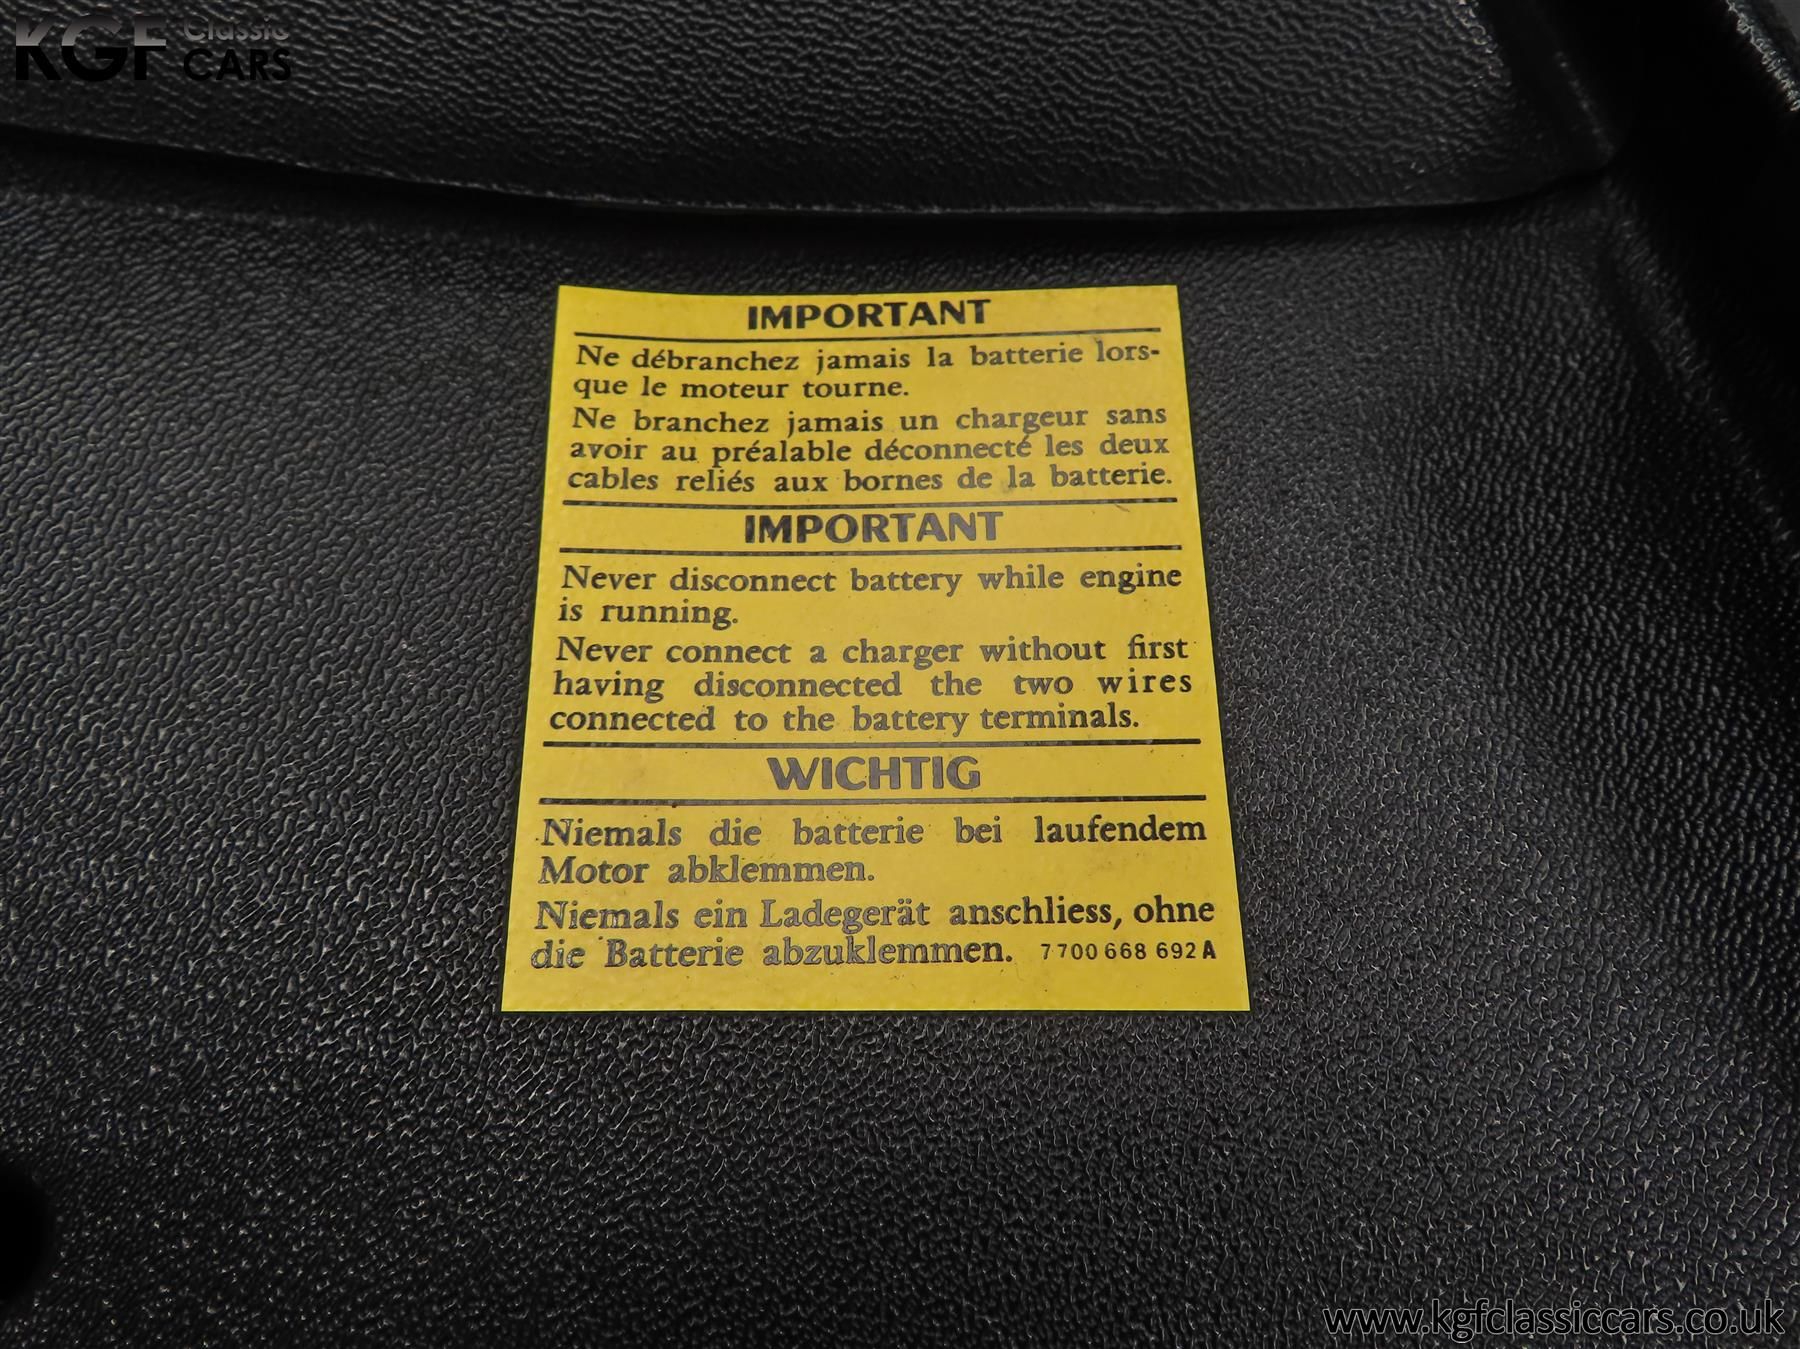 KGF Classic
CARS
IMPORTANT
Ne débranchez jamais la batterie lors-
que le moteur tourne.
Ne branchez jamais un chargeur sans
avoir au préalable déconnecté les deux
cables reliés aux bornes de la batterie.
IMPORTANT
Never disconnect battery while engine
is running.
Never connect a charger without first
having disconnected the two wires
connected to the battery terminals.
WICHTIG
Niemals die batterie bei laufendem
Motor abklemmen.
Niemals ein Ladegerät anschliess, ohne
die Batterie abzuklemmen. 7700668 692 A
www.kgfclassiccars.co.uk